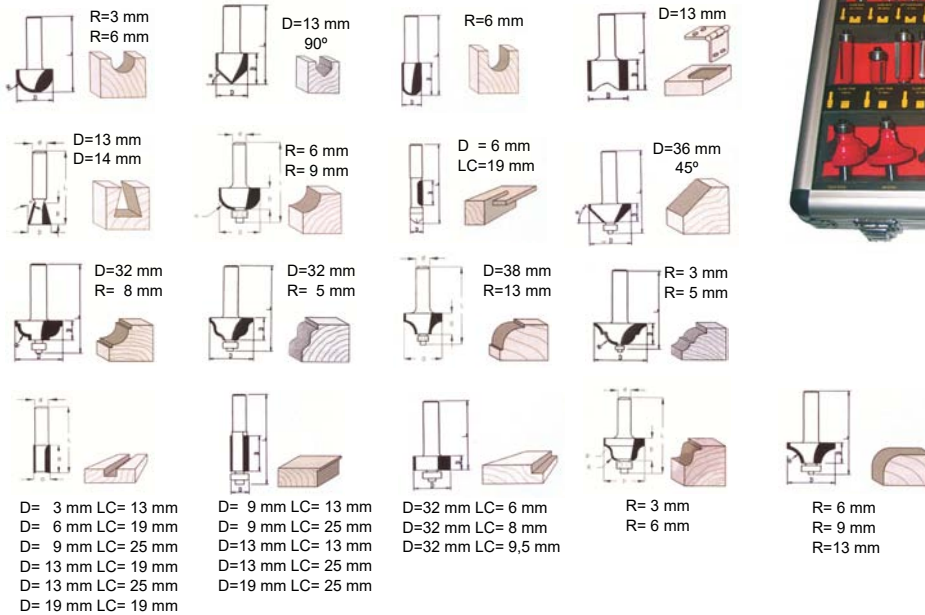 R=3 mm
R=6 mm
D=13 mm
90º
R=6 mm
D=13 mm
D=13 mm
D=14 mm
R= 6 mm
R= 9 mm
D = 6 mm
LC=19 mm
D=36 mm
45º
D=32 mm
R= 8 mm
D=32 mm
R= 5 mm
D=38 mm
R=13 mm
R= 3 mm
R= 5 mm
D= 3 mm LC= 13 mm
D= 6 mm LC= 19 mm
D= 9 mm LC= 25 mm
D= 13 mm LC= 19 mm
D= 13 mm LC= 25 mm
D= 19 mm LC= 19 mm
D= 9 mm LC= 13 mm
D= 9 mm LC= 25 mm
D=13 mm LC= 13 mm
D=13 mm LC= 25 mm
D=19 mm LC= 25 mm
D=32 mm LC= 6 mm
D=32 mm LC= 8 mm
D=32 mm LC= 9,5 mm
R= 3 mm
R= 6 mm
R= 6 mm
R= 9 mm
R=13 mm